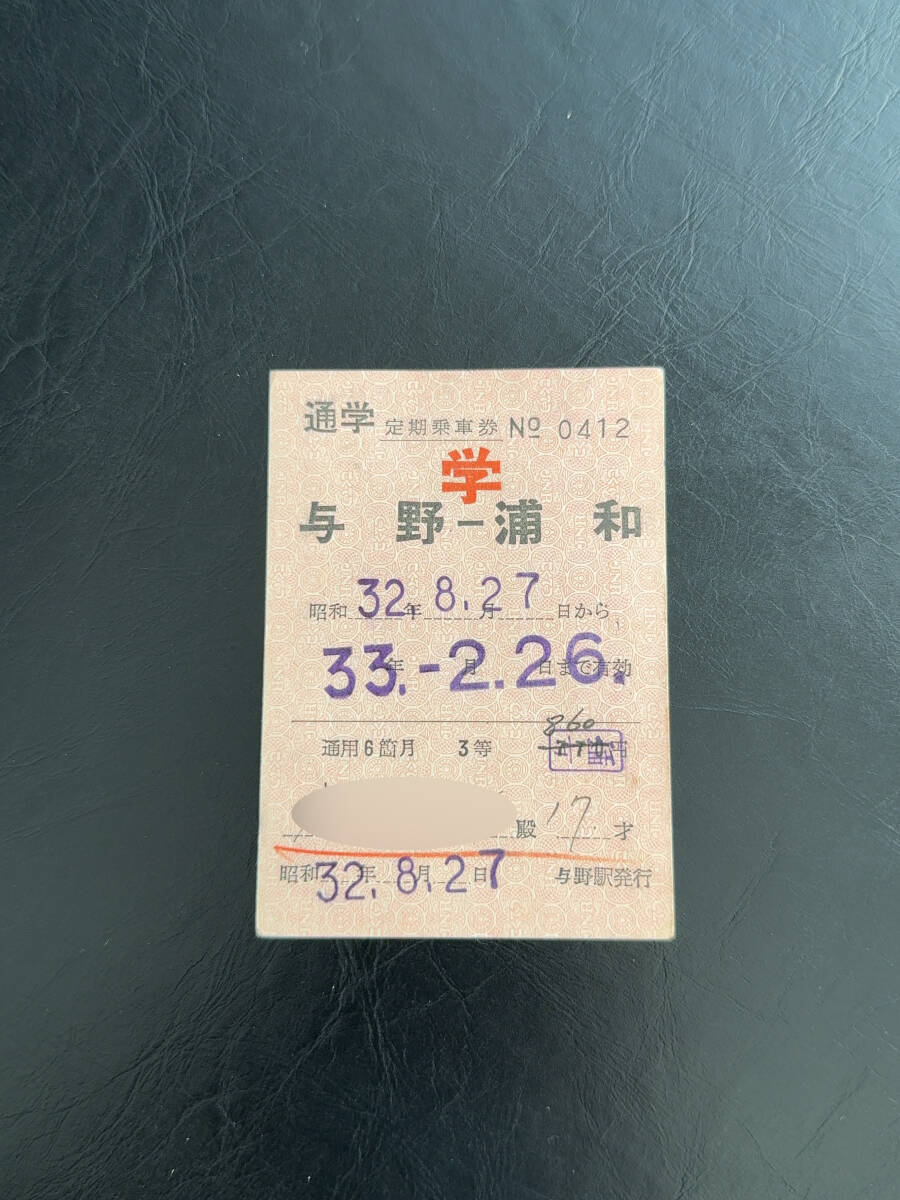 通学 定期乗車券 No 0412
学
与野-浦和
昭和32年8月27日から
33年-2月26日まで有効
通用6箇月 3等 860
殿 17才
昭和32年8月27日 与野駅発行